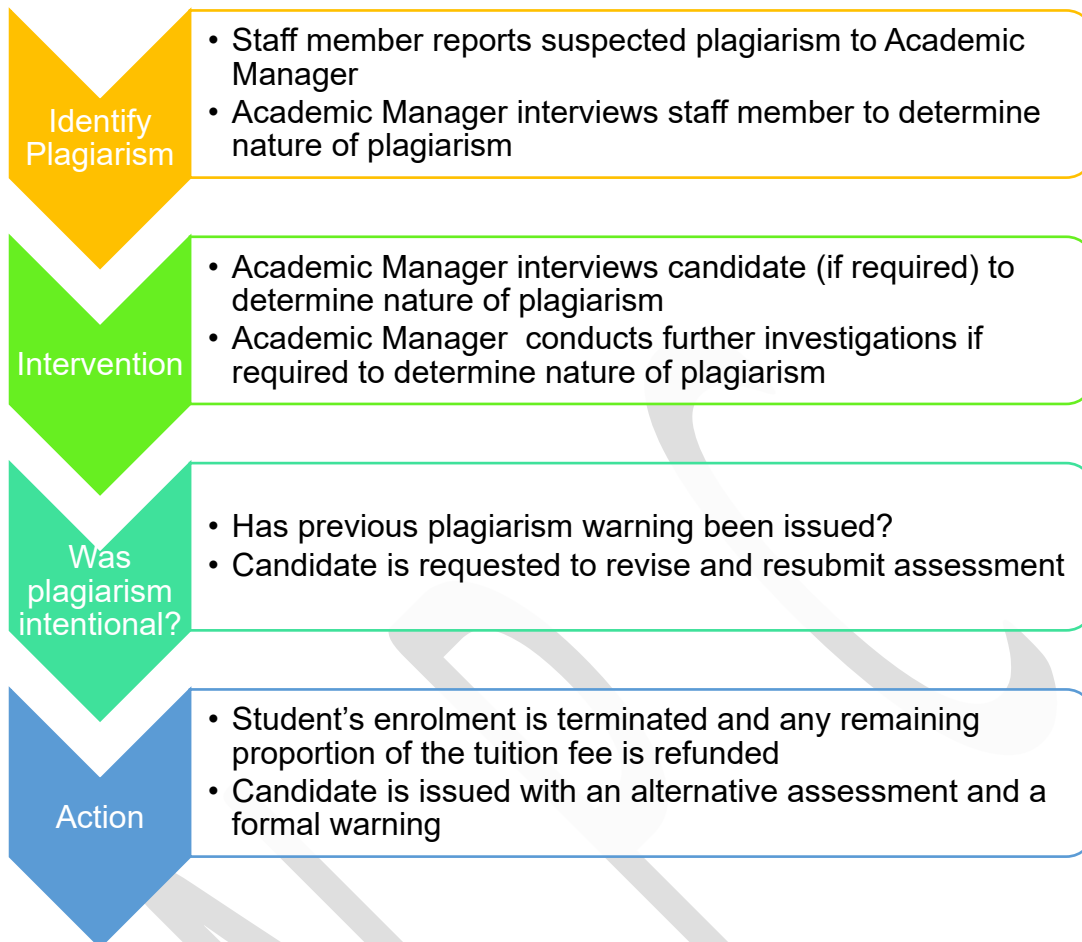 Identify
Plagiarism
• Staff member reports suspected plagiarism to Academic
Manager
• Academic Manager interviews staff member to determine
nature of plagiarism
Intervention
• Academic Manager interviews candidate (if required) to
determine nature of plagiarism
• Academic Manager  conducts further investigations if
required to determine nature of plagiarism
Was
plagiarism
intentional?
• Has previous plagiarism warning been issued?
• Candidate is requested to revise and resubmit assessment
Action
• Student’s enrolment is terminated and any remaining
proportion of the tuition fee is refunded
• Candidate is issued with an alternative assessment and a
formal warning